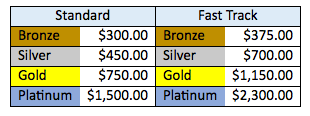 Standard Fast Track
Bronze $300.00 Bronze $375.00
Silver $450.00 Silver $700.00
Gold $750.00 Gold $1,150.00
Platinum $1,500.00 Platinum $2,300.00